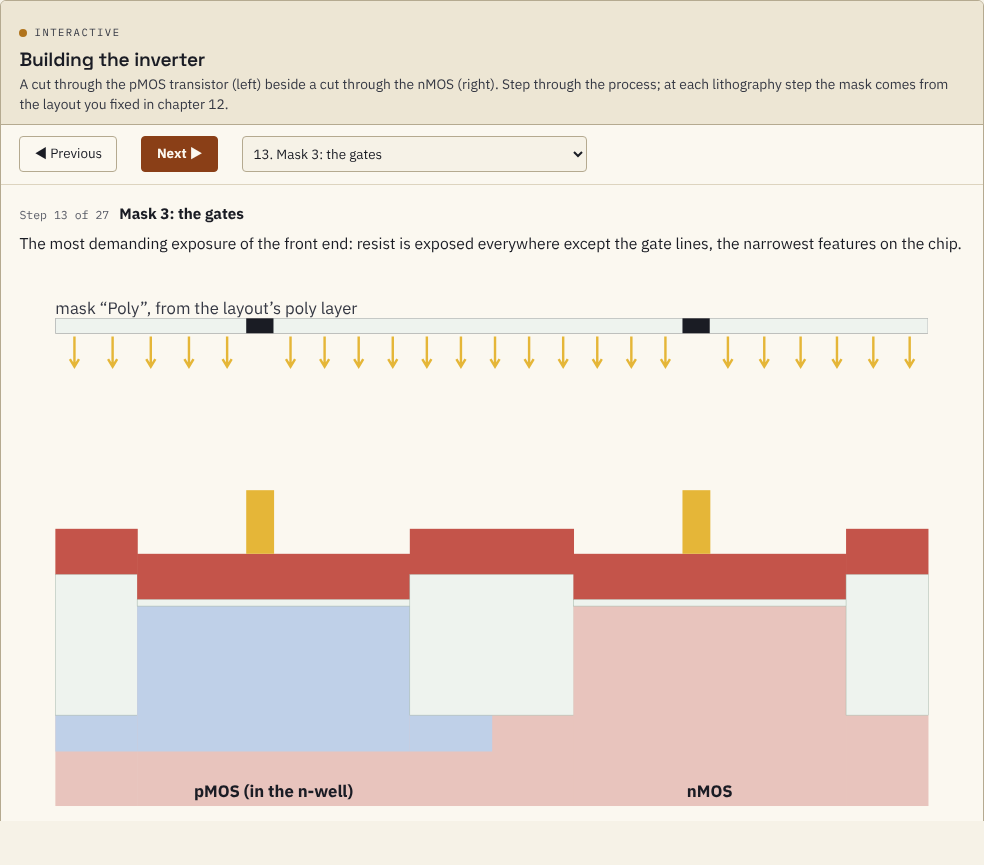 INTERACTIVE
Building the inverter
A cut through the pMOS transistor (left) beside a cut through the nMOS (right). Step through the process; at each lithography step the mask comes from
the layout you fixed in chapter 12.
◀ Previous
Next ▶
13. Mask 3: the gates
Step 13 of 27 Mask 3: the gates
The most demanding exposure of the front end: resist is exposed everywhere except the gate lines, the narrowest features on the chip.
mask “Poly”, from the layout’s poly layer
pMOS (in the n-well)
nMOS